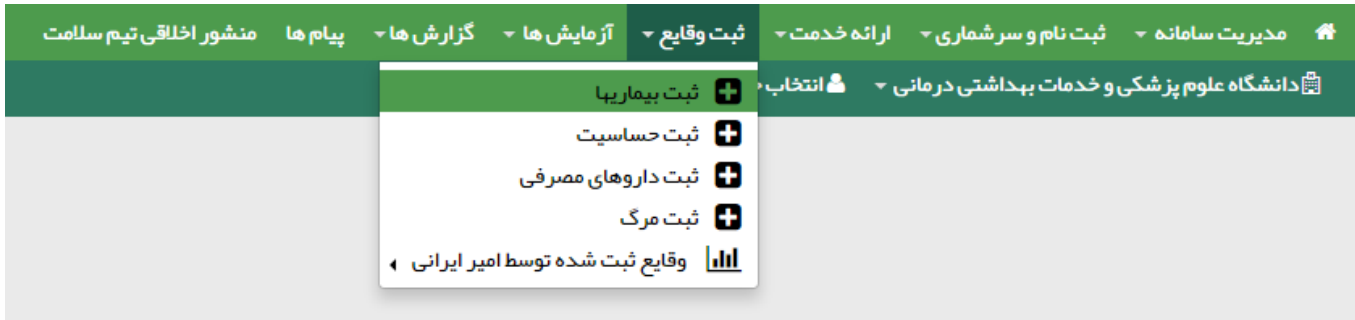 مدیریت سامانه ثبت نام و سرشماری ارائه خدمت ثبت وقایع آزمایش ها گزارش ها پیام ها منشور اخلاقی تیم سلامت
دانشگاه علوم پزشکی و خدمات بهداشتی درمانی انتخاب
ثبت بیماریها
ثبت حساسیت
ثبت داروهای مصرفی
ثبت مرگ
وقایع ثبت شده توسط امیر ایرانی